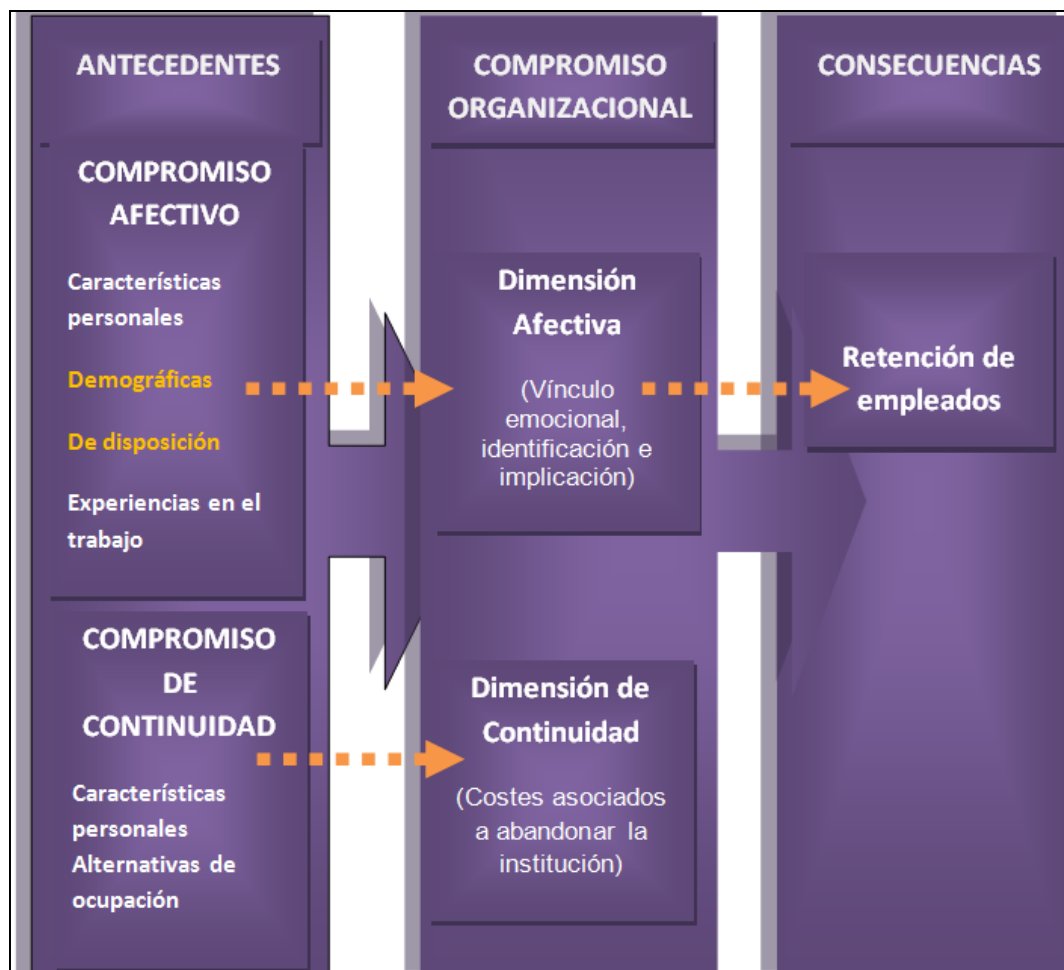 ANTECEDENTES
COMPROMISO
AFECTIVO
Características
personales
Demográficas
De disposición
Experiencias en el
trabajo
COMPROMISO
DE
CONTINUIDAD
Características
personales
Alternativas de
ocupación
COMPROMISO
ORGANIZACIONAL
Dimensión
Afectiva
(Vínculo
emocional,
identificación e
implicación)
Dimensión de
Continuidad
(Costes asociados
a abandonar la
institución)
CONSECUENCIAS
Retención de
empleados